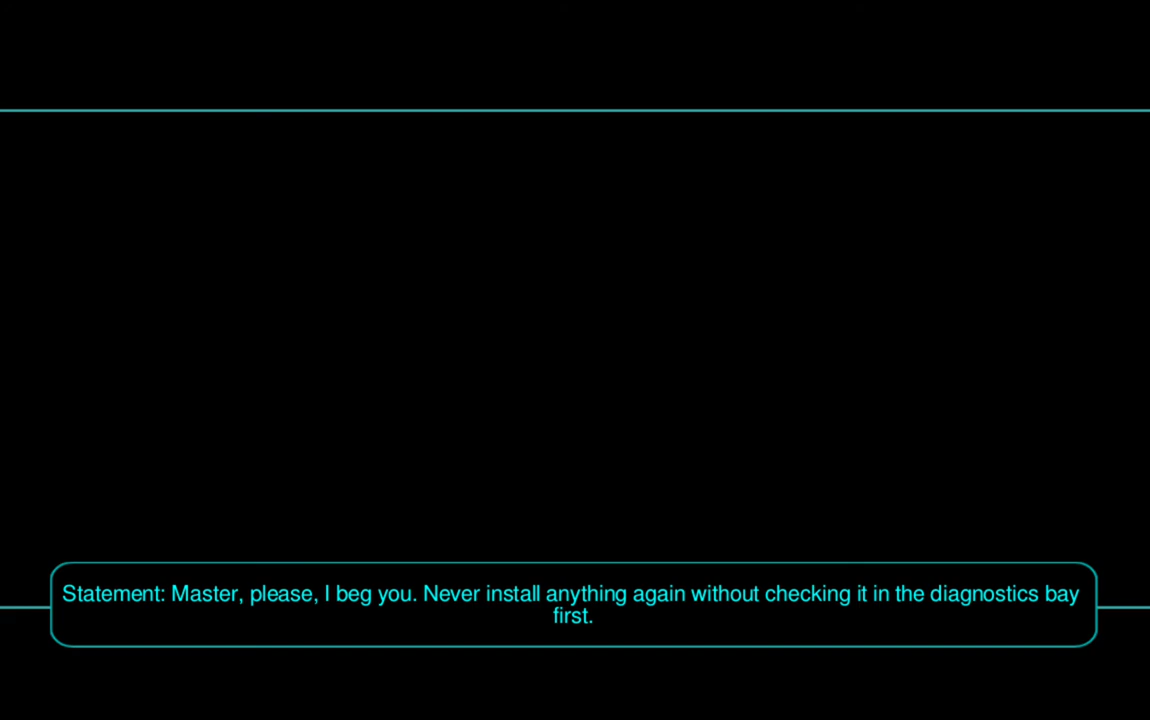 Statement: Master, please, I beg you. Never install anything again without checking it in the diagnostics bay
first.